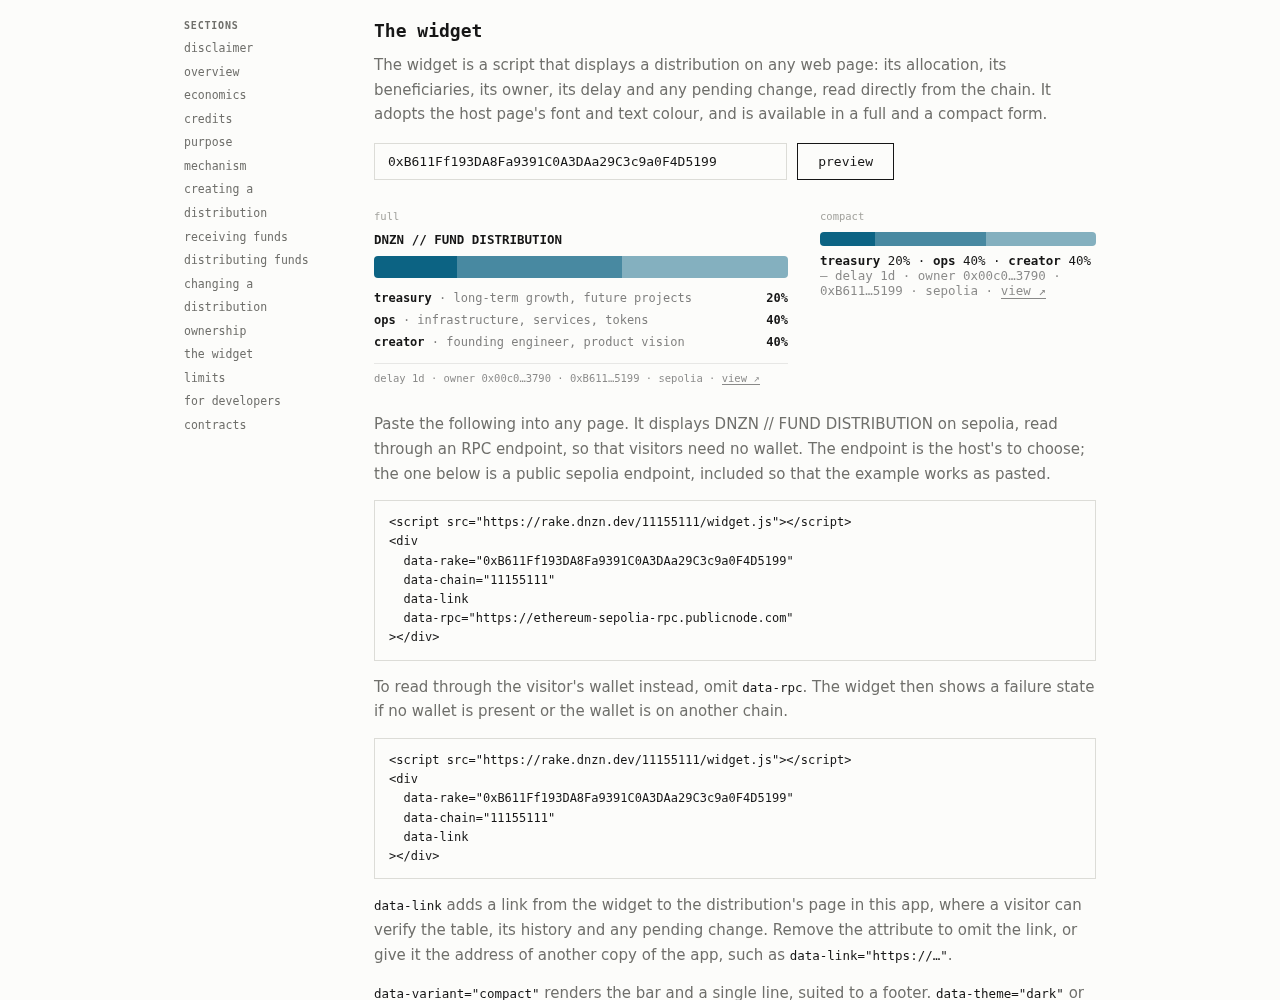 SECTIONS
disclaimer
overview
economics
credits
purpose
mechanism
creating a
distribution
receiving funds
distributing funds
changing a
distribution
ownership
the widget
limits
for developers
contracts
The widget
The widget is a script that displays a distribution on any web page: its allocation, its
beneficiaries, its owner, its delay and any pending change, read directly from the chain. It
adopts the host page's font and text colour, and is available in a full and a compact form.
0xB611Ff193DA8Fa9391C0A3DAa29C3c9a0F4D5199
preview
full
DNZN // FUND DISTRIBUTION
treasury · long-term growth, future projects 20%
ops · infrastructure, services, tokens 40%
creator · founding engineer, product vision 40%
delay 1d · owner 0x00c0…3790 · 0xB611…5199 · sepolia · view ↗
compact
treasury 20% · ops 40% · creator 40%
— delay 1d · owner 0x00c0…3790 ·
0xB611…5199 · sepolia · view ↗
Paste the following into any page. It displays DNZN // FUND DISTRIBUTION on sepolia, read
through an RPC endpoint, so that visitors need no wallet. The endpoint is the host's to choose;
the one below is a public sepolia endpoint, included so that the example works as pasted.
<script src="https://rake.dnzn.dev/11155111/widget.js"></script>
<div
  data-rake="0xB611Ff193DA8Fa9391C0A3DAa29C3c9a0F4D5199"
  data-chain="11155111"
  data-link
  data-rpc="https://ethereum-sepolia-rpc.publicnode.com"
></div>
To read through the visitor's wallet instead, omit data-rpc. The widget then shows a failure state
if no wallet is present or the wallet is on another chain.
<script src="https://rake.dnzn.dev/11155111/widget.js"></script>
<div
  data-rake="0xB611Ff193DA8Fa9391C0A3DAa29C3c9a0F4D5199"
  data-chain="11155111"
  data-link
></div>
data-link adds a link from the widget to the distribution's page in this app, where a visitor can
verify the table, its history and any pending change. Remove the attribute to omit the link, or
give it the address of another copy of the app, such as data-link="https://…".
data-variant="compact" renders the bar and a single line, suited to a footer. data-theme="dark" or